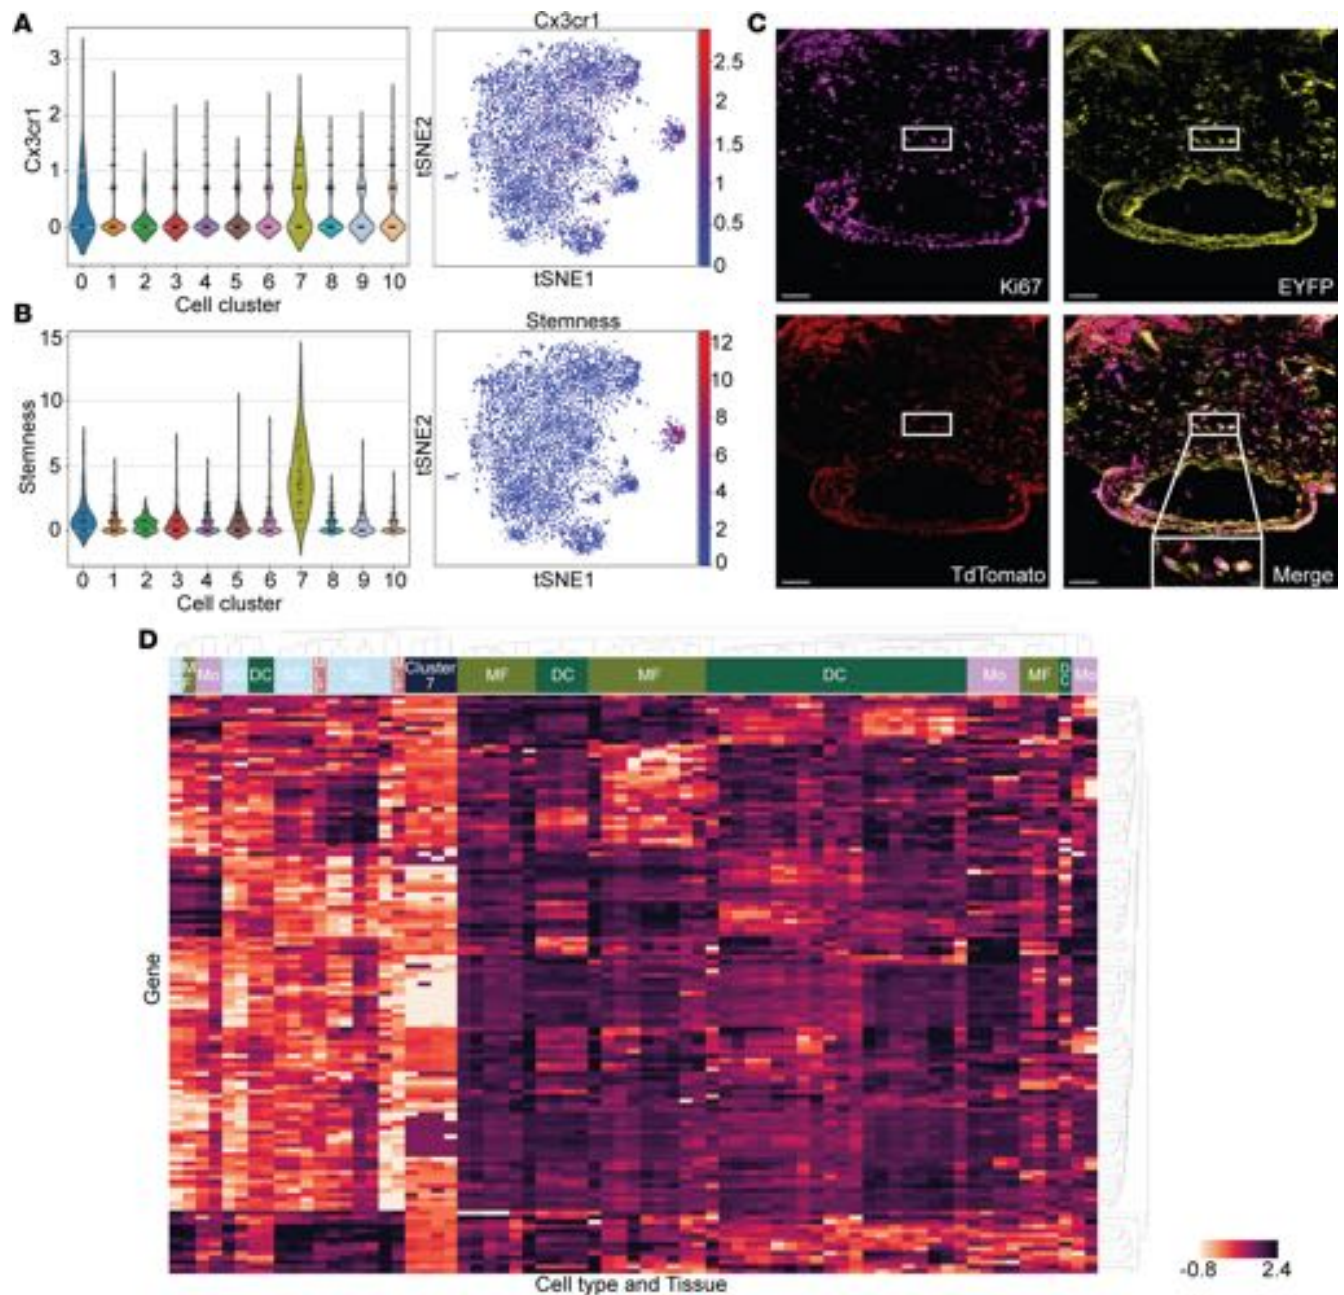 A
Cx3cr1
3
2
1
0
0 1 2 3 4 5 6 7 8 9 10
Cell cluster
Cx3cr1
tSNE2
tSNE1
2.5
2
1.5
1
0.5
0
B
Stemness
15
10
5
0
0 1 2 3 4 5 6 7 8 9 10
Cell cluster
Stemness
tSNE2
tSNE1
12
10
8
6
4
2
0
C
Ki67
EYFP
TdTomato
Merge
D
MF Mo DC Cluster 7 MF DC MF DC Mo MF DC Mo
Gene
Cell type and Tissue
-0.8 2.4